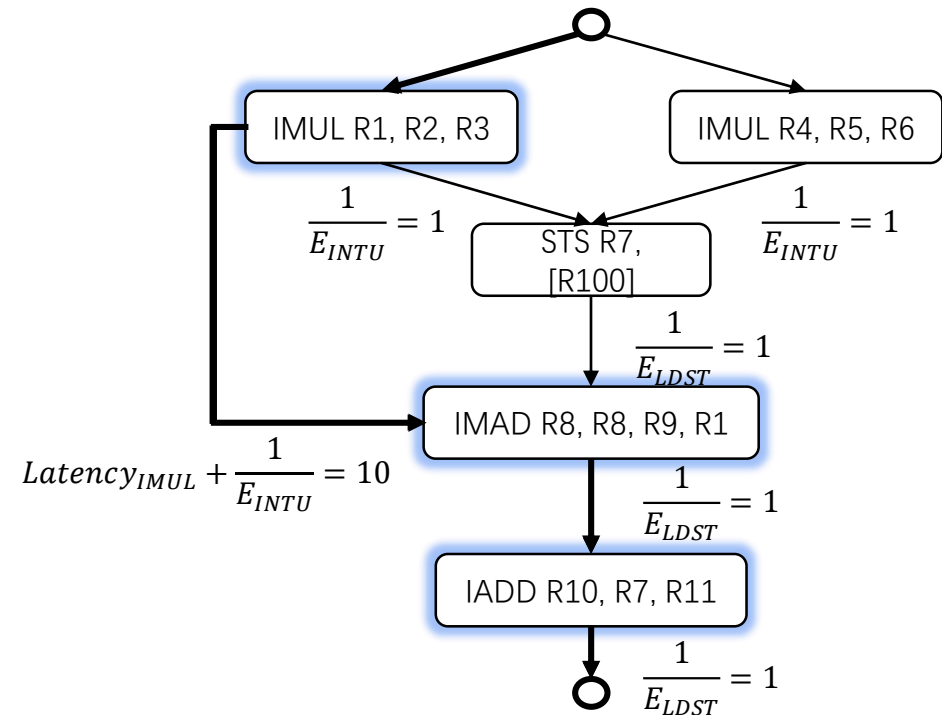 IMUL R1, R2, R3
IMUL R4, R5, R6
1/E_INTU = 1
1/E_INTU = 1
STS R7,
[R100]
1/E_LDST = 1
IMAD R8, R8, R9, R1
Latency_IMUL + 1/E_INTU = 10
1/E_LDST = 1
IADD R10, R7, R11
1/E_LDST = 1